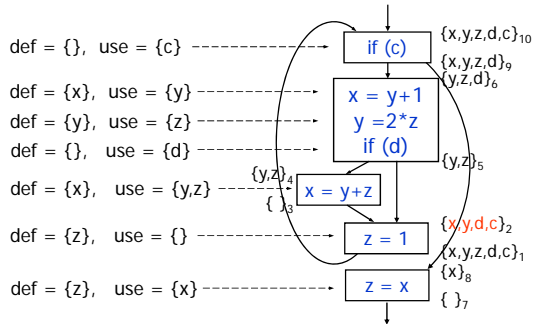 {x,y,z,d,c}10
def = {}, use = {c}
if (c)
{x,y,z,d}9
{y,z,d}6
def = {x}, use = {y}
x = y+1
def = {y}, use = {z}
y =2*z
def = {}, use = {d}
if (d)
{y,z}5
{y,z}4
def = {x}, use = {y,z}
x = y+z
{ }3
{x,y,d,c}2
def = {z}, use = {}
z = 1
{x,y,z,d,c}1
{x}8
def = {z}, use = {x}
z = x
{ }7